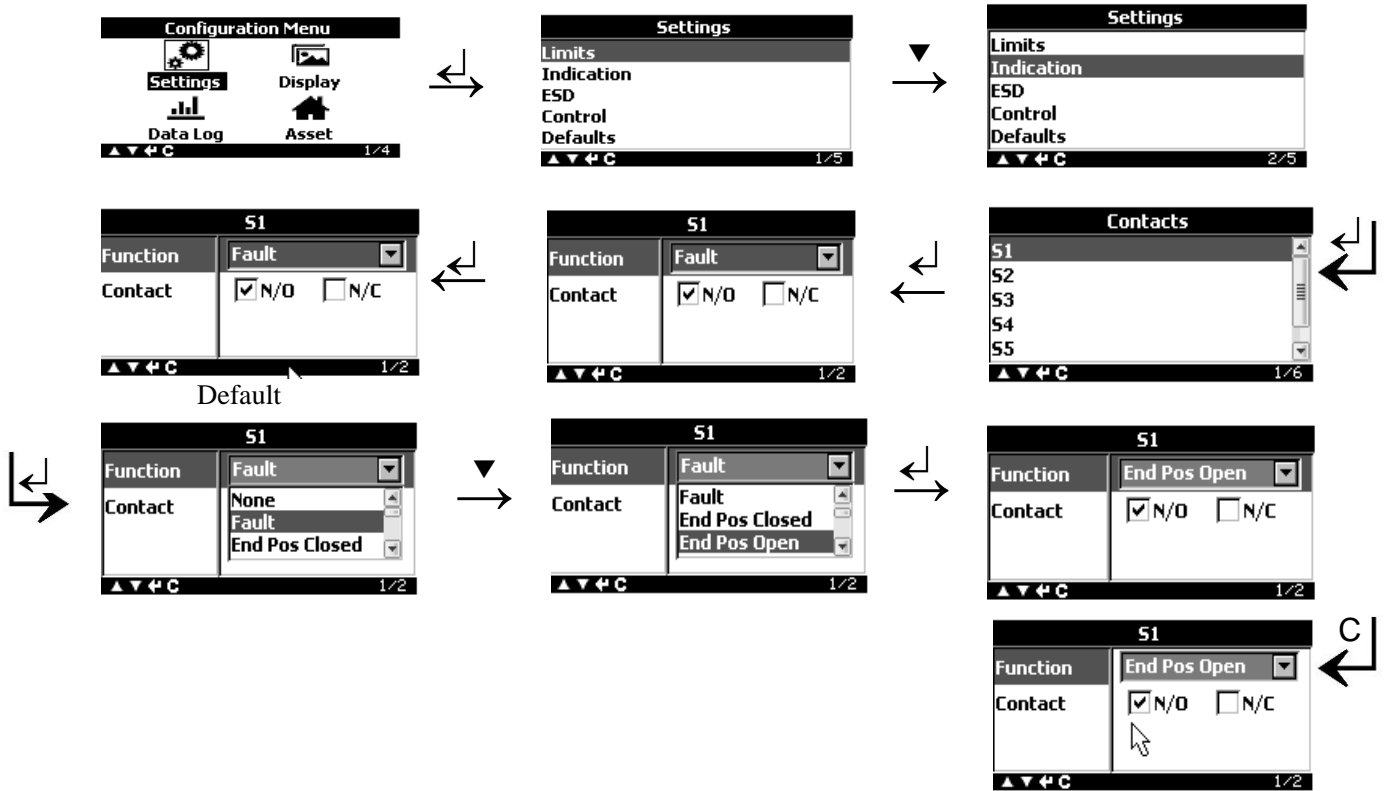 Configuration Menu
Settings
Display
Data Log
Asset
▲ ▼ ↵ C 1/4
Settings
Limits
Indication
ESD
Control
Defaults
▲ ▼ ↵ C 1/5
▼
Settings
Limits
Indication
ESD
Control
Defaults
▲ ▼ ↵ C 2/5
S1
Function Fault
Contact N/O N/C
▲ ▼ ↵ C 1/2
Default
S1
Function Fault
Contact N/O N/C
▲ ▼ ↵ C 1/2
Contacts
S1
S2
S3
S4
S5
▲ ▼ ↵ C 1/6
S1
Function Fault
Contact None
Fault
End Pos Closed
▲ ▼ ↵ C 1/2
▼
S1
Function Fault
Contact Fault
End Pos Closed
End Pos Open
▲ ▼ ↵ C 1/2
S1
Function End Pos Open
Contact N/O N/C
▲ ▼ ↵ C 1/2
C
S1
Function End Pos Open
Contact N/O N/C
▲ ▼ ↵ C 1/2